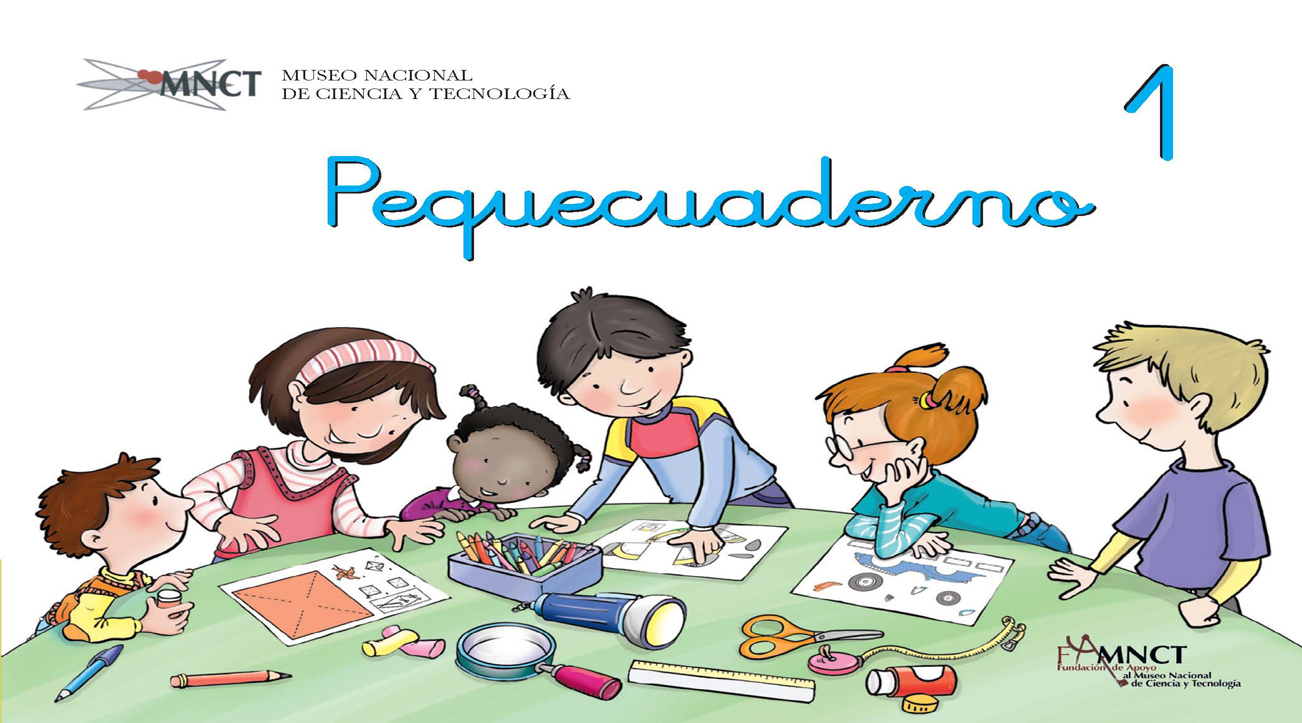 MNCT
MUSEO NACIONAL
DE CIENCIA Y TECNOLOGÍA
1
Pequecuaderno
FAMNCT
Fundación de Apoyo
al Museo Nacional
de Ciencia y Tecnología